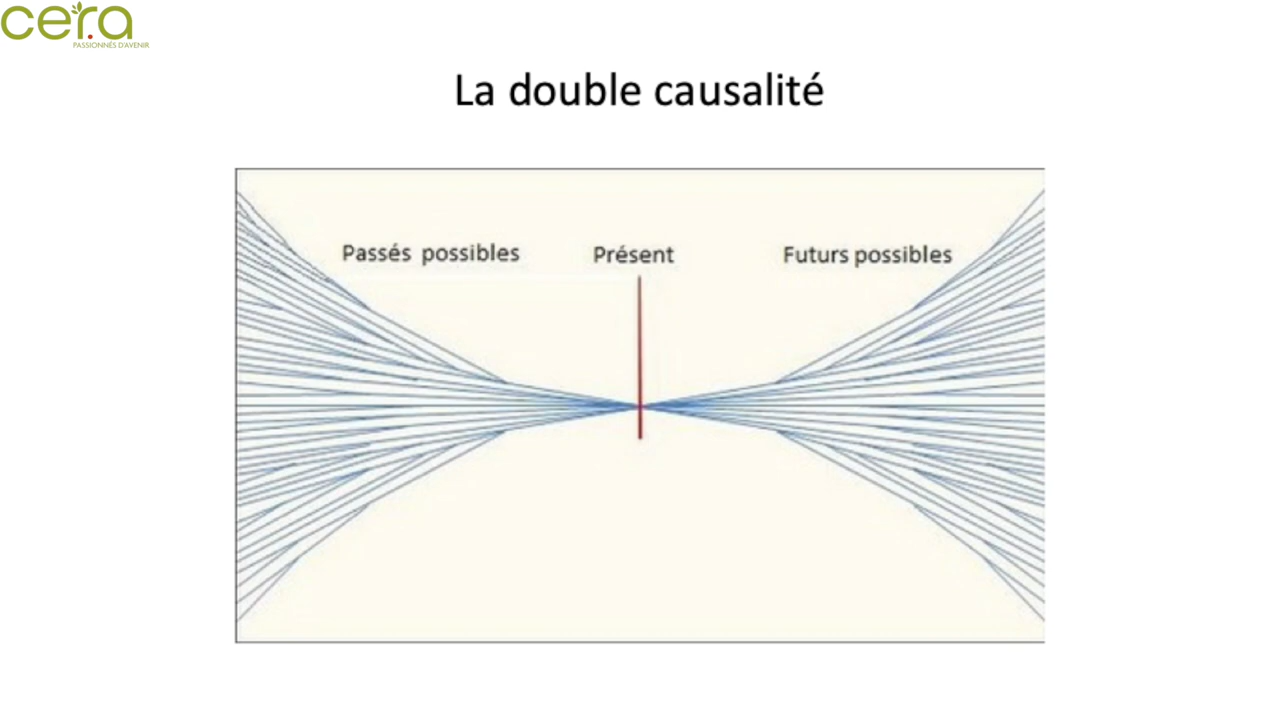 cera
PASSIONNÉS D'AVENIR
La double causalité
Passés possibles
Présent
Futurs possibles